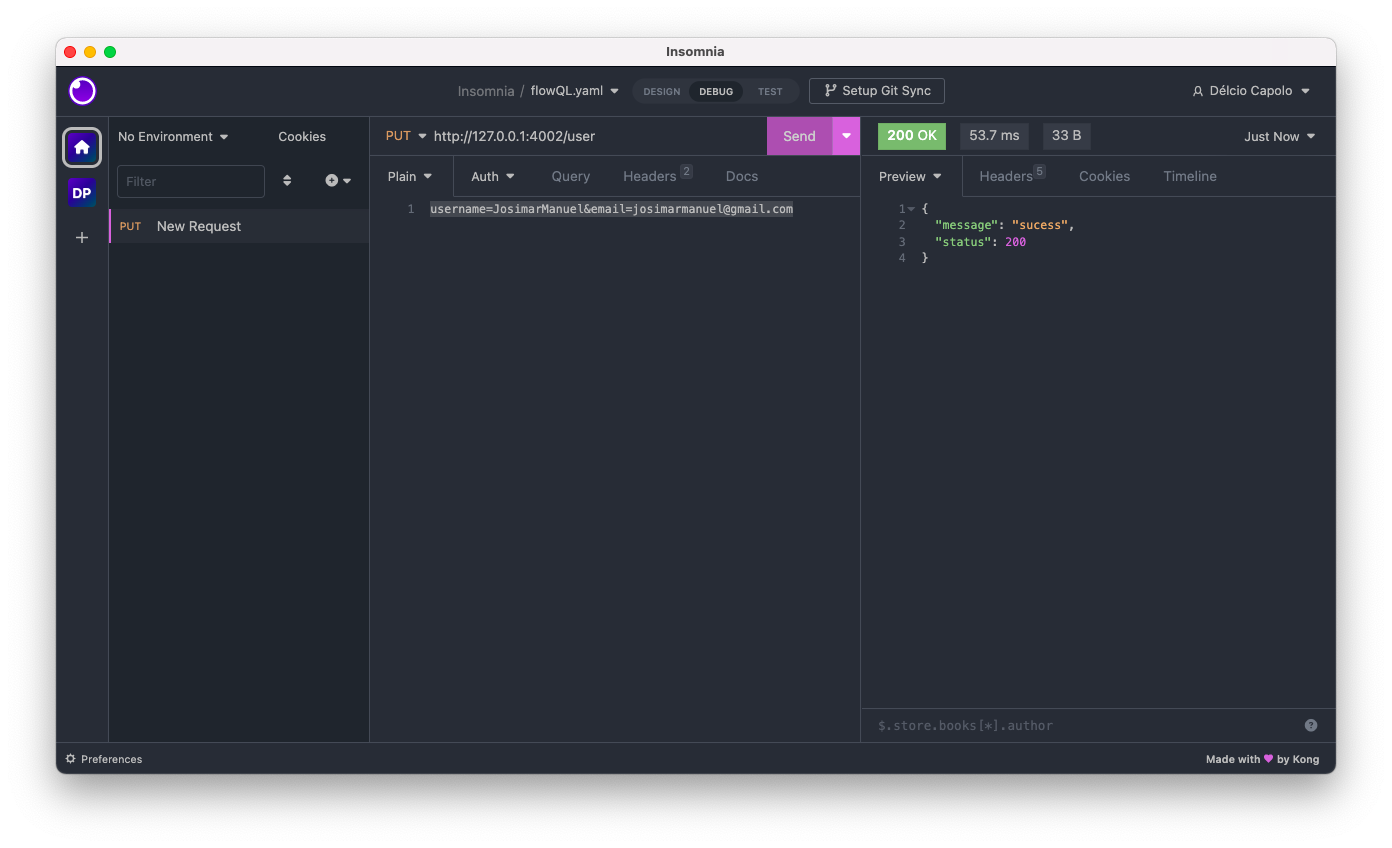 Insomnia
Insomnia / flowQL.yaml DESIGN DEBUG TEST Setup Git Sync Délcio Capolo
DP
No Environment Cookies
Filter
PUT New Request
PUT http://127.0.0.1:4002/user Send
Plain Auth Query Headers 2 Docs
1 username=JosimarManuel&email=josimarmanuel@gmail.com
200 OK 53.7 ms 33 B Just Now
Preview Headers 5 Cookies Timeline
1 {
2 "message": "sucess",
3 "status": 200
4 }
$.store.books[*].author ?
Preferences
Made with ♥ by Kong